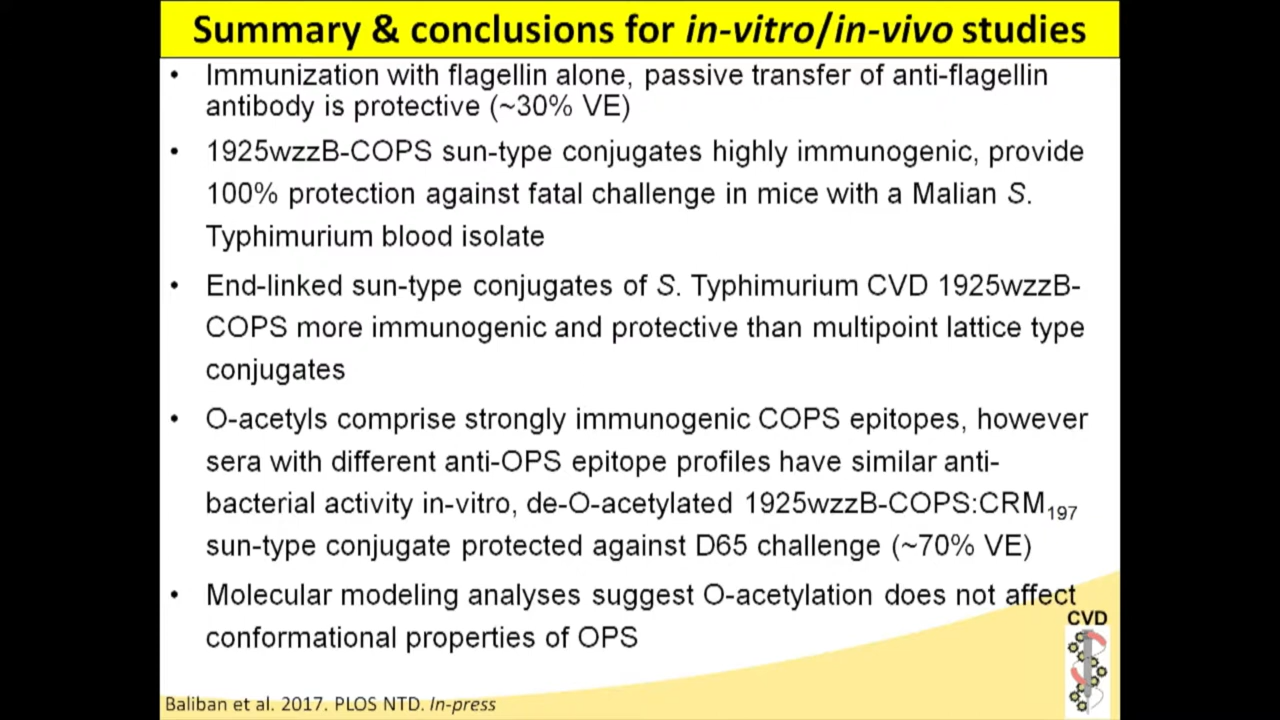 Summary & conclusions for in-vitro/in-vivo studies
• Immunization with flagellin alone, passive transfer of anti-flagellin
antibody is protective (~30% VE)
• 1925wzzB-COPS sun-type conjugates highly immunogenic, provide
100% protection against fatal challenge in mice with a Malian S.
Typhimurium blood isolate
• End-linked sun-type conjugates of S. Typhimurium CVD 1925wzzB-
COPS more immunogenic and protective than multipoint lattice type
conjugates
• O-acetyls comprise strongly immunogenic COPS epitopes, however
sera with different anti-OPS epitope profiles have similar anti-
bacterial activity in-vitro, de-O-acetylated 1925wzzB-COPS:CRM197
sun-type conjugate protected against D65 challenge (~70% VE)
• Molecular modeling analyses suggest O-acetylation does not affect
conformational properties of OPS
CVD
Baliban et al. 2017. PLOS NTD. In-press